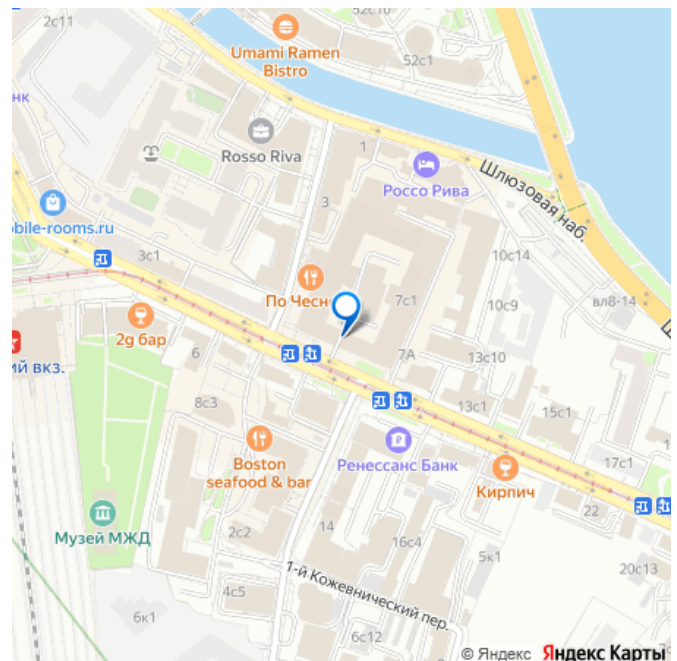 2с11
52с1
Umami Ramen
Bistro
52с1
нк
Rosso Riva
1
Россо Рива
Шлюзовая наб.
3
obile-rooms.ru
3с1
10с14
7с1
По Чесн
10с9
вл8-14
2g бар
ий вкз.
6
7А
13с10
8с3
13с1
15с1
Boston
seafood & bar
Ренессанс Банк
17с1
Кирпич
Музей МЖД
2с2
14
16с4
22
5к1
20с13
1-й Кожевнический пер.
4с5
6к1
6с12
© Яндекс Яндекс Карты